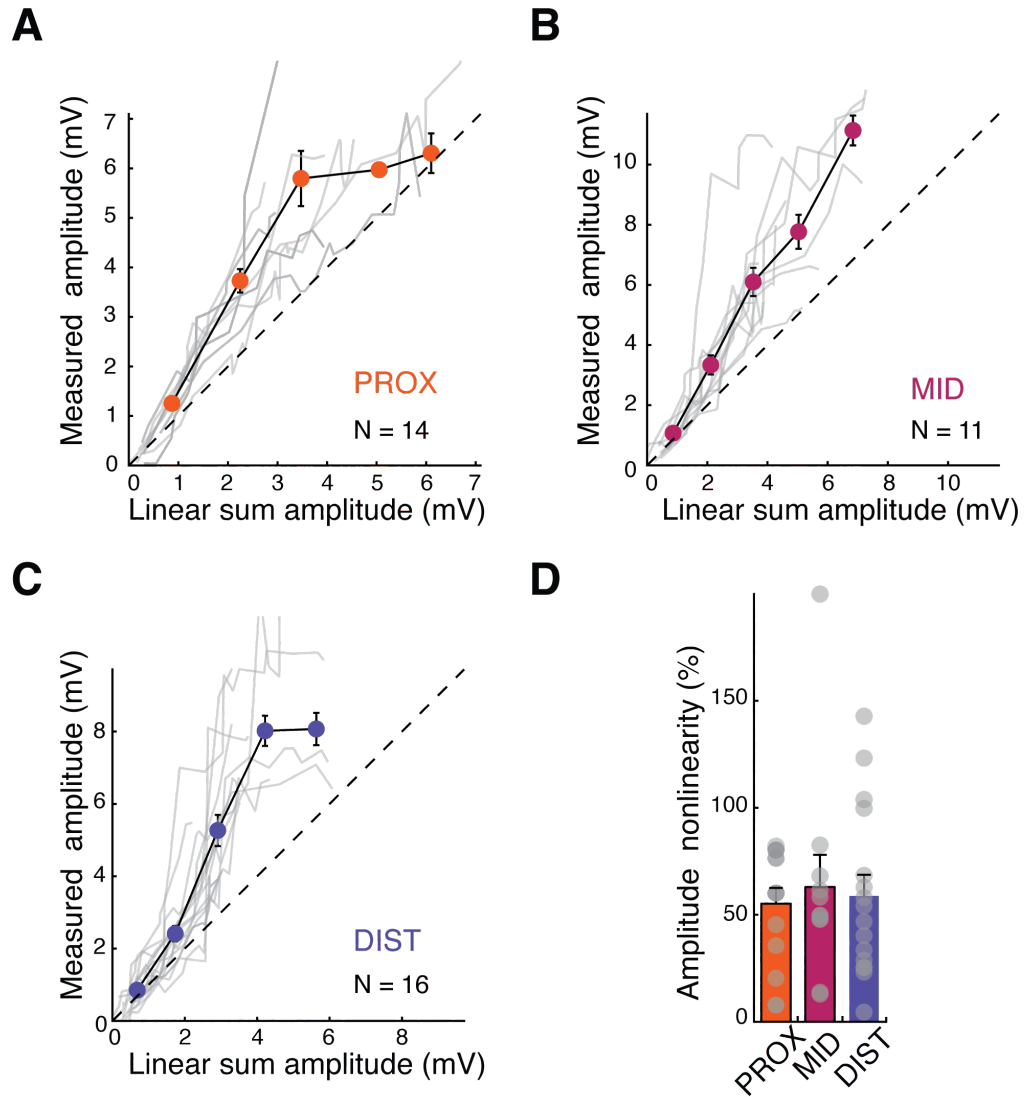 A
Measured amplitude (mV)
7
6
5
4
3
2
1
0
PROX
N = 14
0 1 2 3 4 5 6 7
Linear sum amplitude (mV)
B
Measured amplitude (mV)
10
8
6
4
2
0
MID
N = 11
0 2 4 6 8 10
Linear sum amplitude (mV)
C
Measured amplitude (mV)
8
6
4
2
0
DIST
N = 16
0 2 4 6 8
Linear sum amplitude (mV)
D
Amplitude nonlinearity (%)
150
100
50
0
PROX
MID
DIST